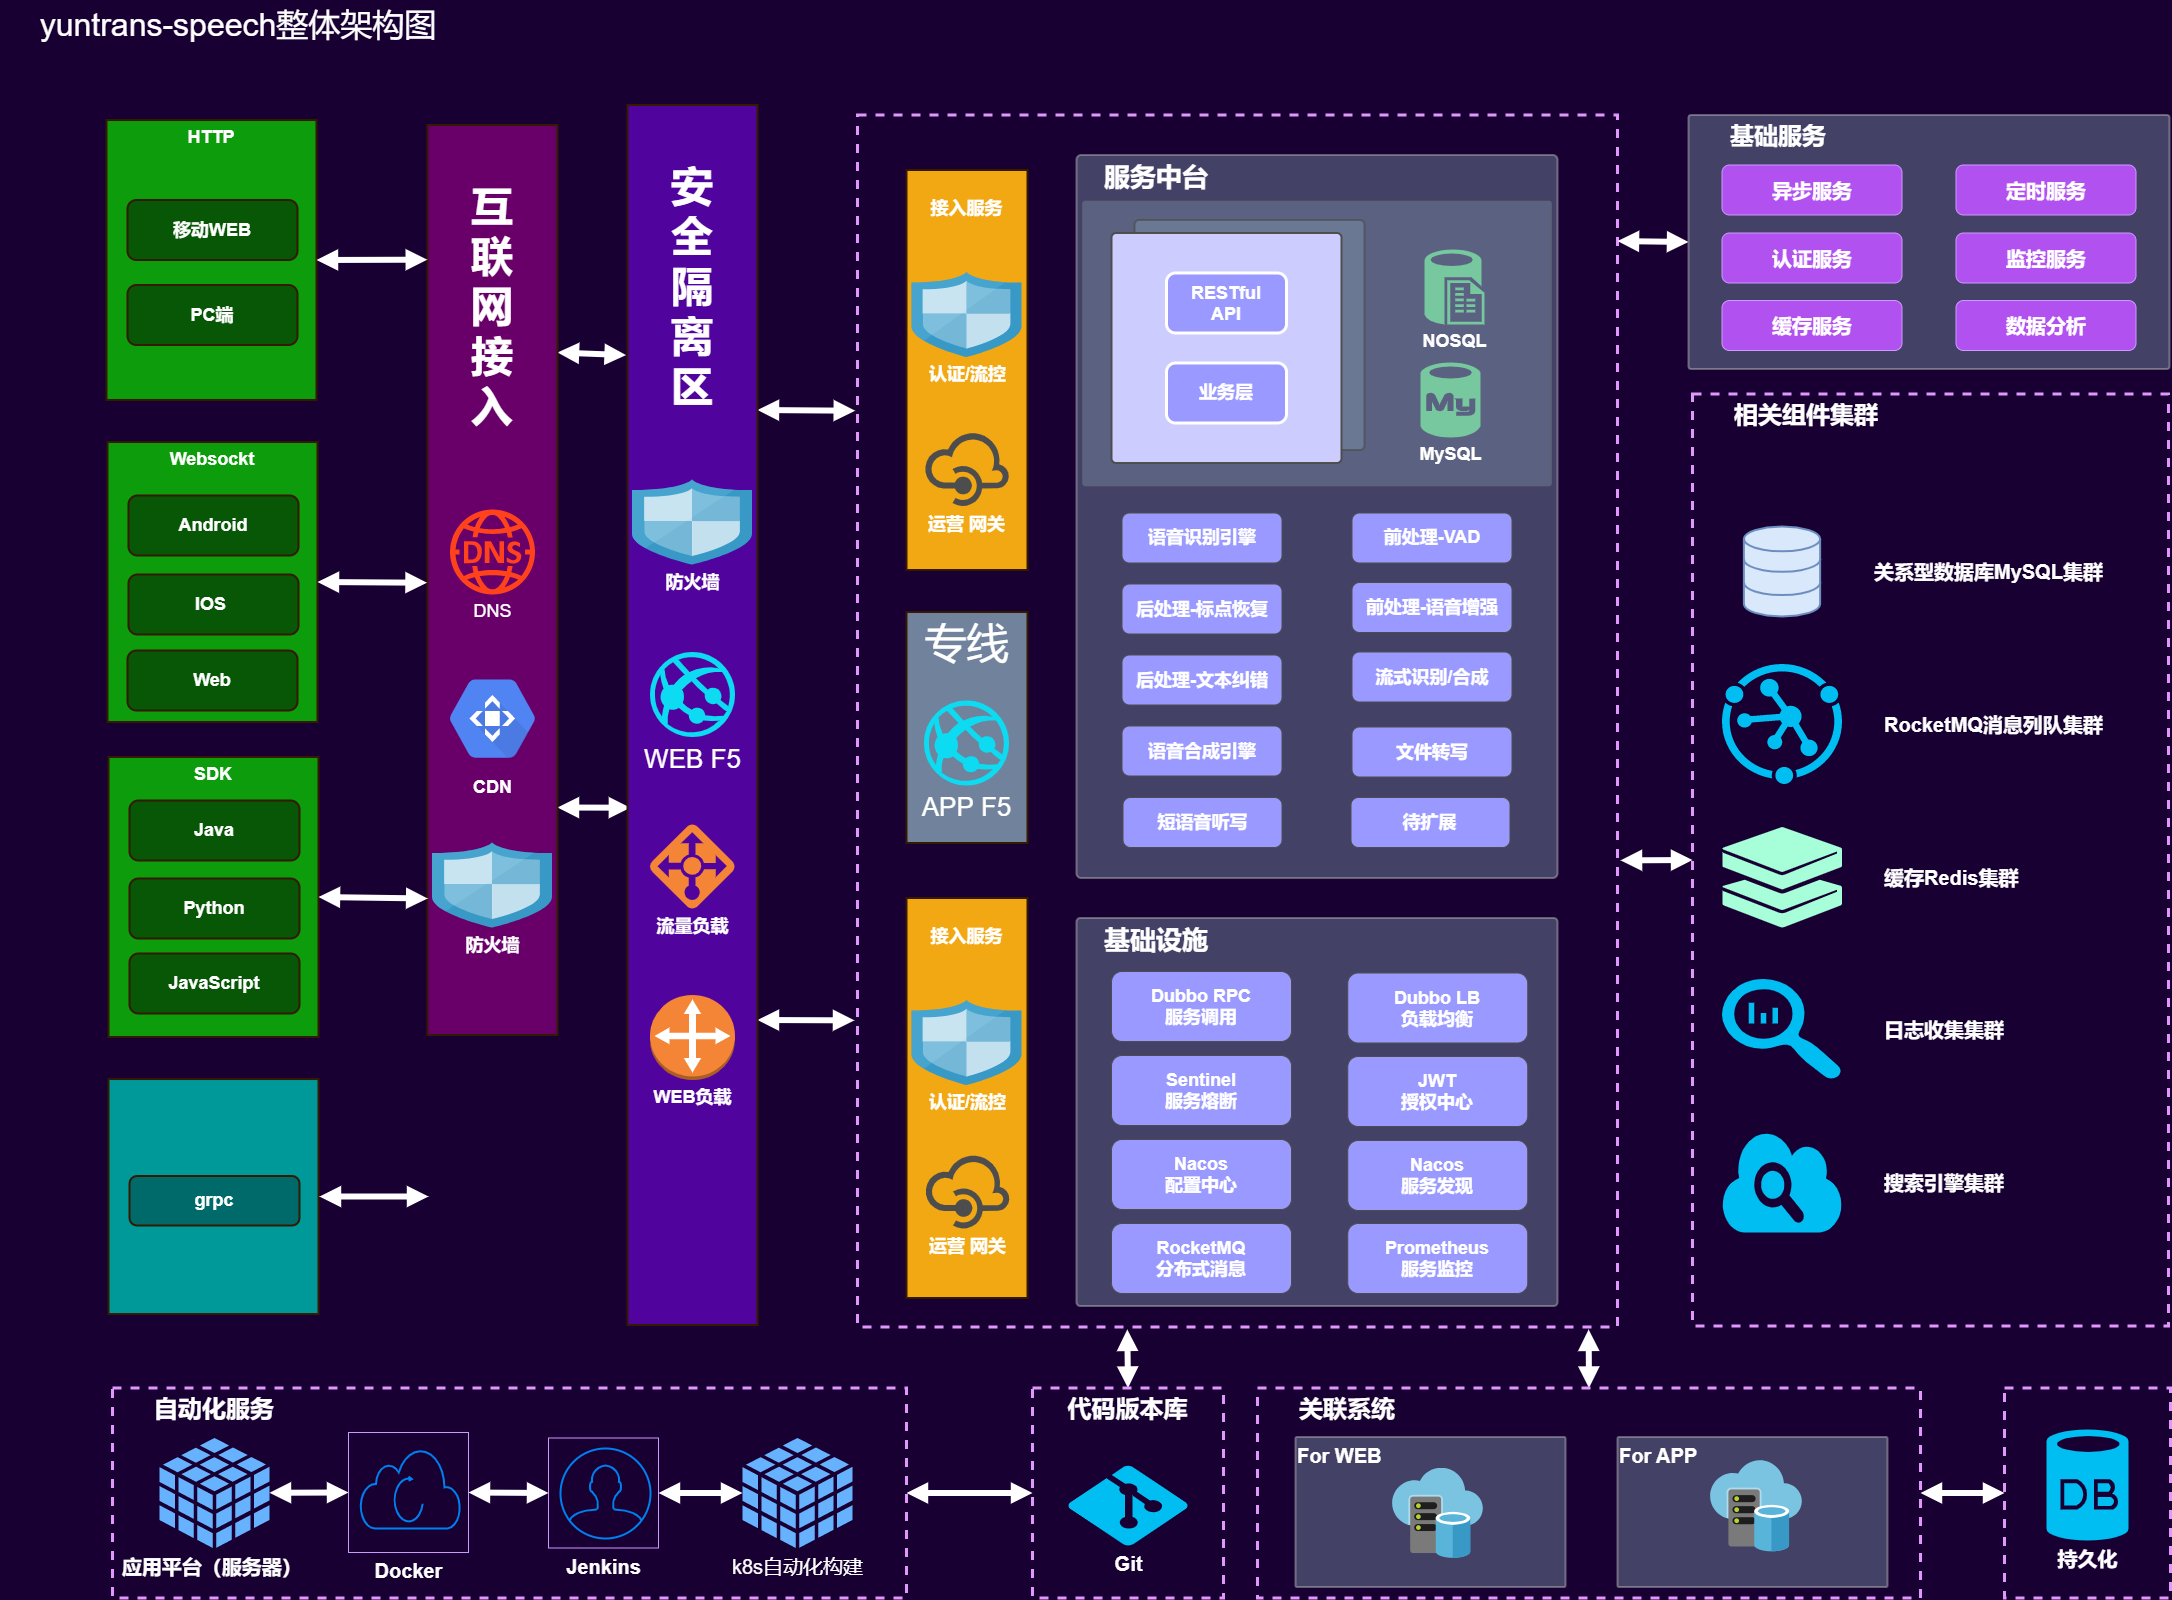 yuntrans-speech整体架构图
HTTP
移动WEB
PC端
Websockt
Android
IOS
Web
SDK
Java
Python
JavaScript
grpc
互
联
网
接
入
DNS
DNS
CDN
防火墙
安
全
隔
离
区
防火墙
WEB F5
流量负载
WEB负载
接入服务
认证/流控
运营 网关
专线
APP F5
接入服务
认证/流控
运营 网关
服务中台
RESTful
API
业务层
NOSQL
My
MySQL
语音识别引擎
前处理-VAD
后处理-标点恢复
前处理-语音增强
后处理-文本纠错
流式识别/合成
语音合成引擎
文件转写
短语音听写
待扩展
基础设施
Dubbo RPC
服务调用
Dubbo LB
负载均衡
Sentinel
服务熔断
JWT
授权中心
Nacos
配置中心
Nacos
服务发现
RocketMQ
分布式消息
Prometheus
服务监控
基础服务
异步服务
定时服务
认证服务
监控服务
缓存服务
数据分析
相关组件集群
关系型数据库MySQL集群
RocketMQ消息列队集群
缓存Redis集群
日志收集集群
搜索引擎集群
自动化服务
应用平台（服务器）
Docker
Jenkins
k8s自动化构建
代码版本库
Git
关联系统
For WEB
For APP
DB
持久化